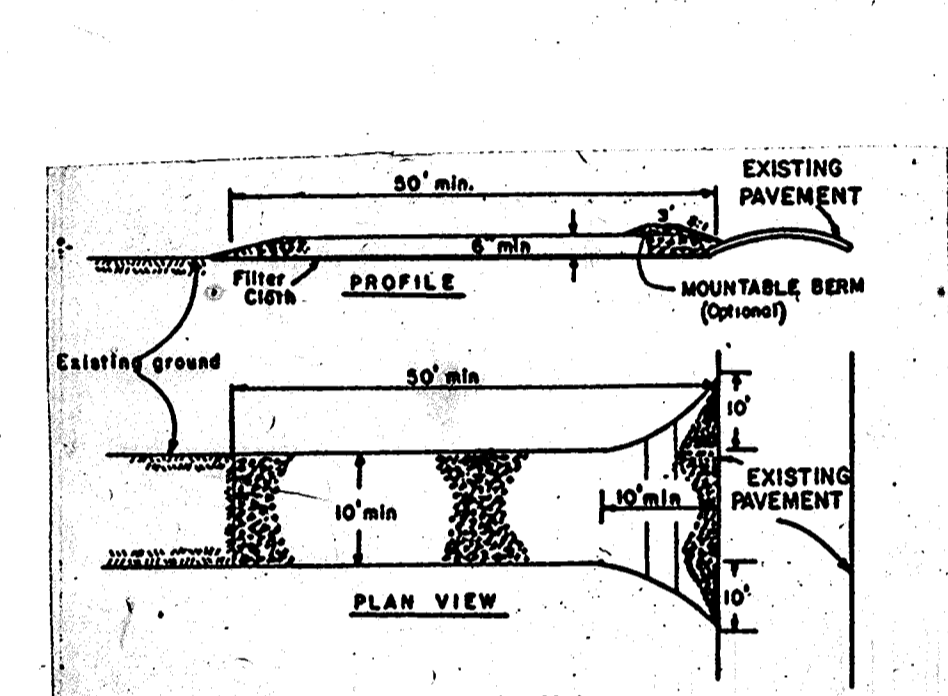 EXISTING
PAVEMENT
50' min.
3'
6" min
Filter
Cloth
PROFILE
MOUNTABLE BERM
(Optional)
Existing ground
50' min
10'
10' min
10' min
EXISTING
PAVEMENT
10'
PLAN VIEW